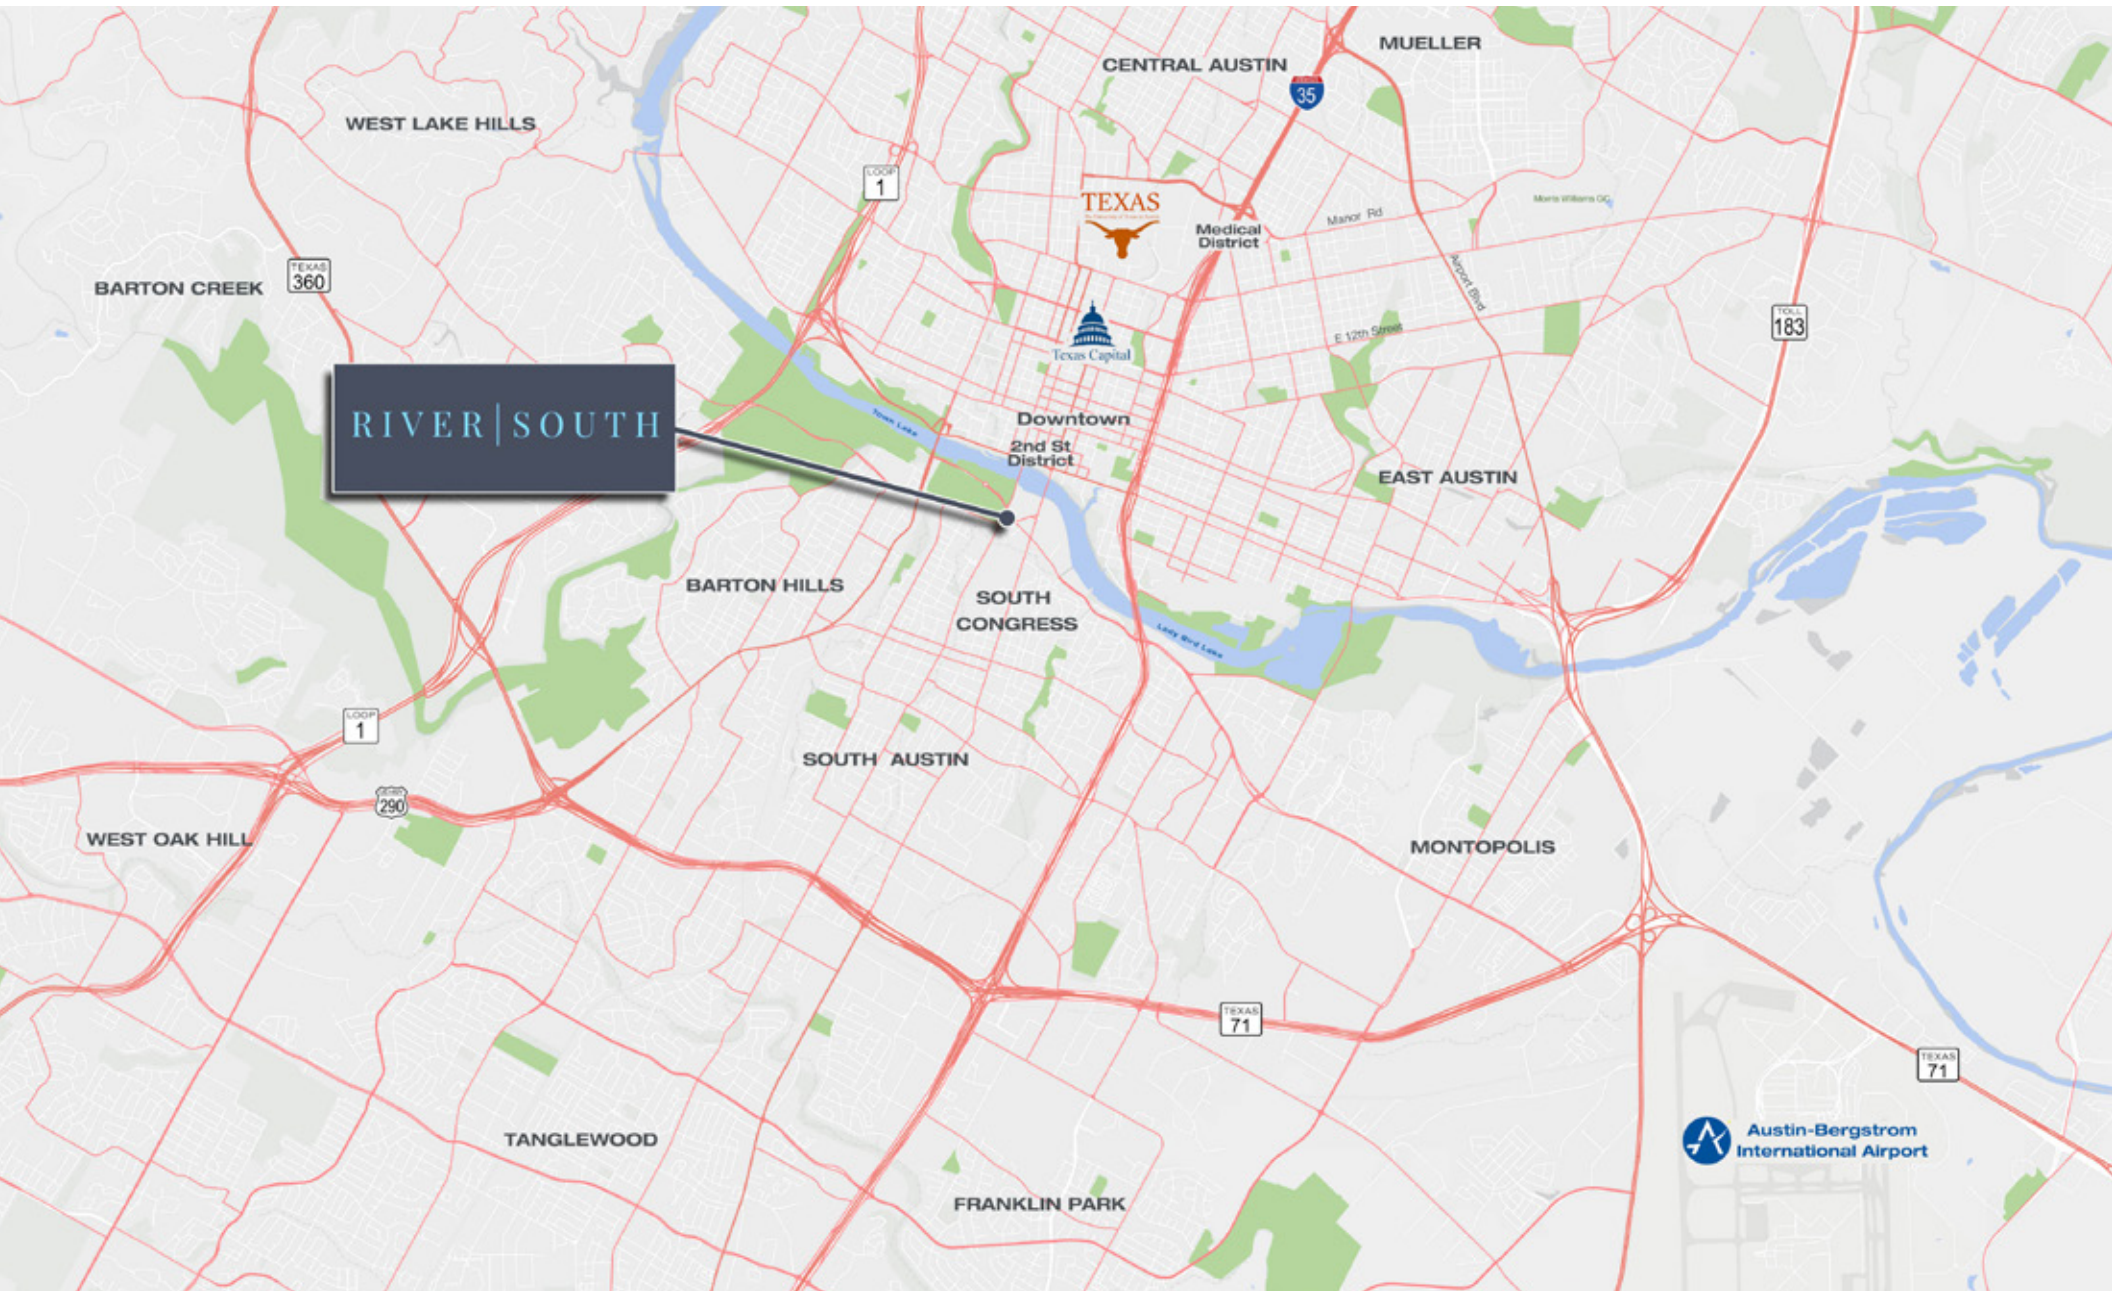 MUELLER
CENTRAL AUSTIN
35
WEST LAKE HILLS
LOOP
1
TEXAS
Medical
District
Manor Rd
Morris Williams GC
BARTON CREEK
TEXAS
360
Airport Blvd
TOLL
183
E 12th Street
Texas Capital
RIVER|SOUTH
Town Lake
Downtown
2nd St
District
EAST AUSTIN
BARTON HILLS
SOUTH
CONGRESS
Lady Bird Lake
LOOP
1
SOUTH AUSTIN
290
WEST OAK HILL
MONTOPOLIS
TEXAS
71
TEXAS
71
TANGLEWOOD
Austin-Bergstrom
International Airport
FRANKLIN PARK